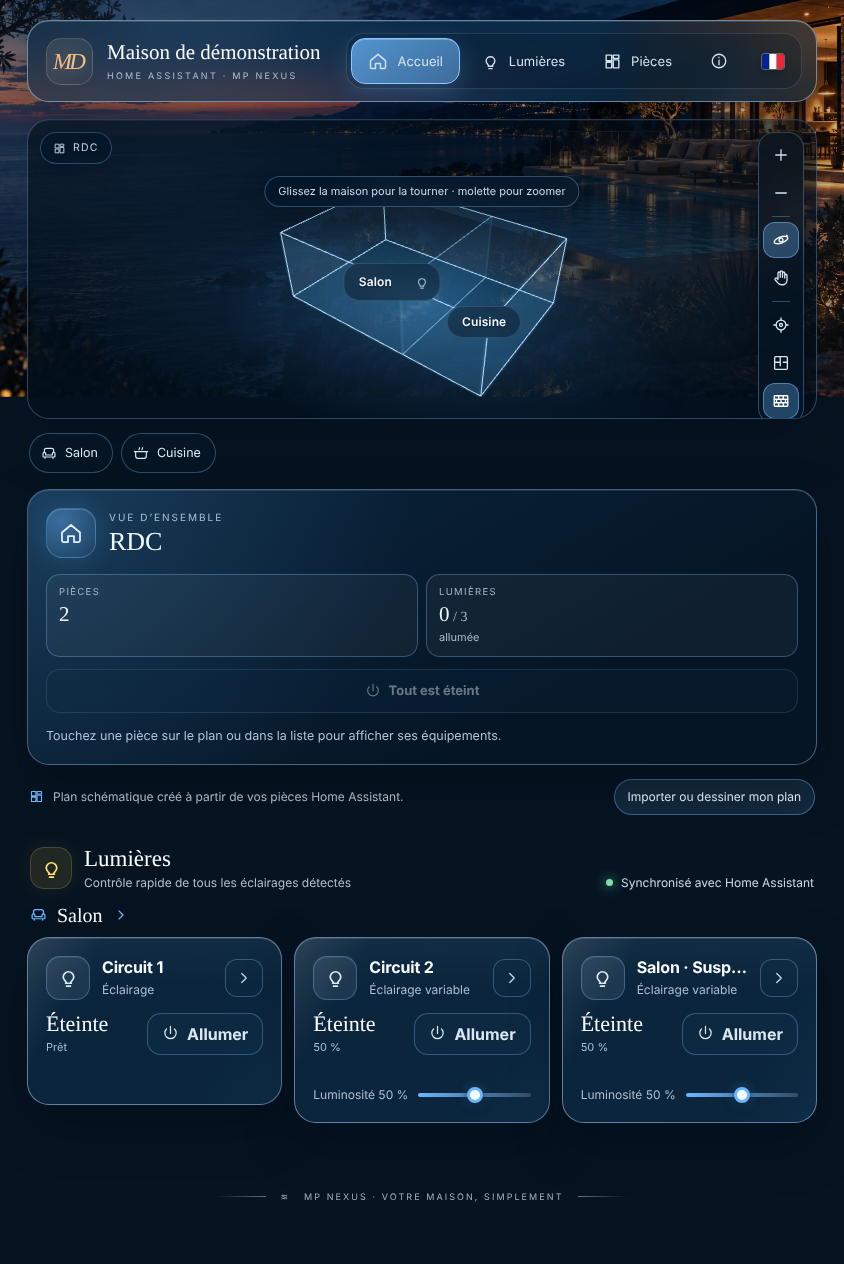 MD
Maison de démonstration
HOME ASSISTANT · MP NEXUS
Accueil
Lumières
Pièces
RDC
Glissez la maison pour la tourner · molette pour zoomer
Salon
Cuisine
Salon
Cuisine
VUE D'ENSEMBLE
RDC
PIÈCES
2
LUMIÈRES
0 / 3
allumée
Tout est éteint
Touchez une pièce sur le plan ou dans la liste pour afficher ses équipements.
Plan schématique créé à partir de vos pièces Home Assistant.
Importer ou dessiner mon plan
Lumières
Contrôle rapide de tous les éclairages détectés
Synchronisé avec Home Assistant
Salon
Circuit 1
Éclairage
Éteinte
Prêt
Allumer
Circuit 2
Éclairage variable
Éteinte
50 %
Allumer
Luminosité 50 %
Salon · Susp...
Éclairage variable
Éteinte
50 %
Allumer
Luminosité 50 %
≋ MP NEXUS · VOTRE MAISON, SIMPLEMENT